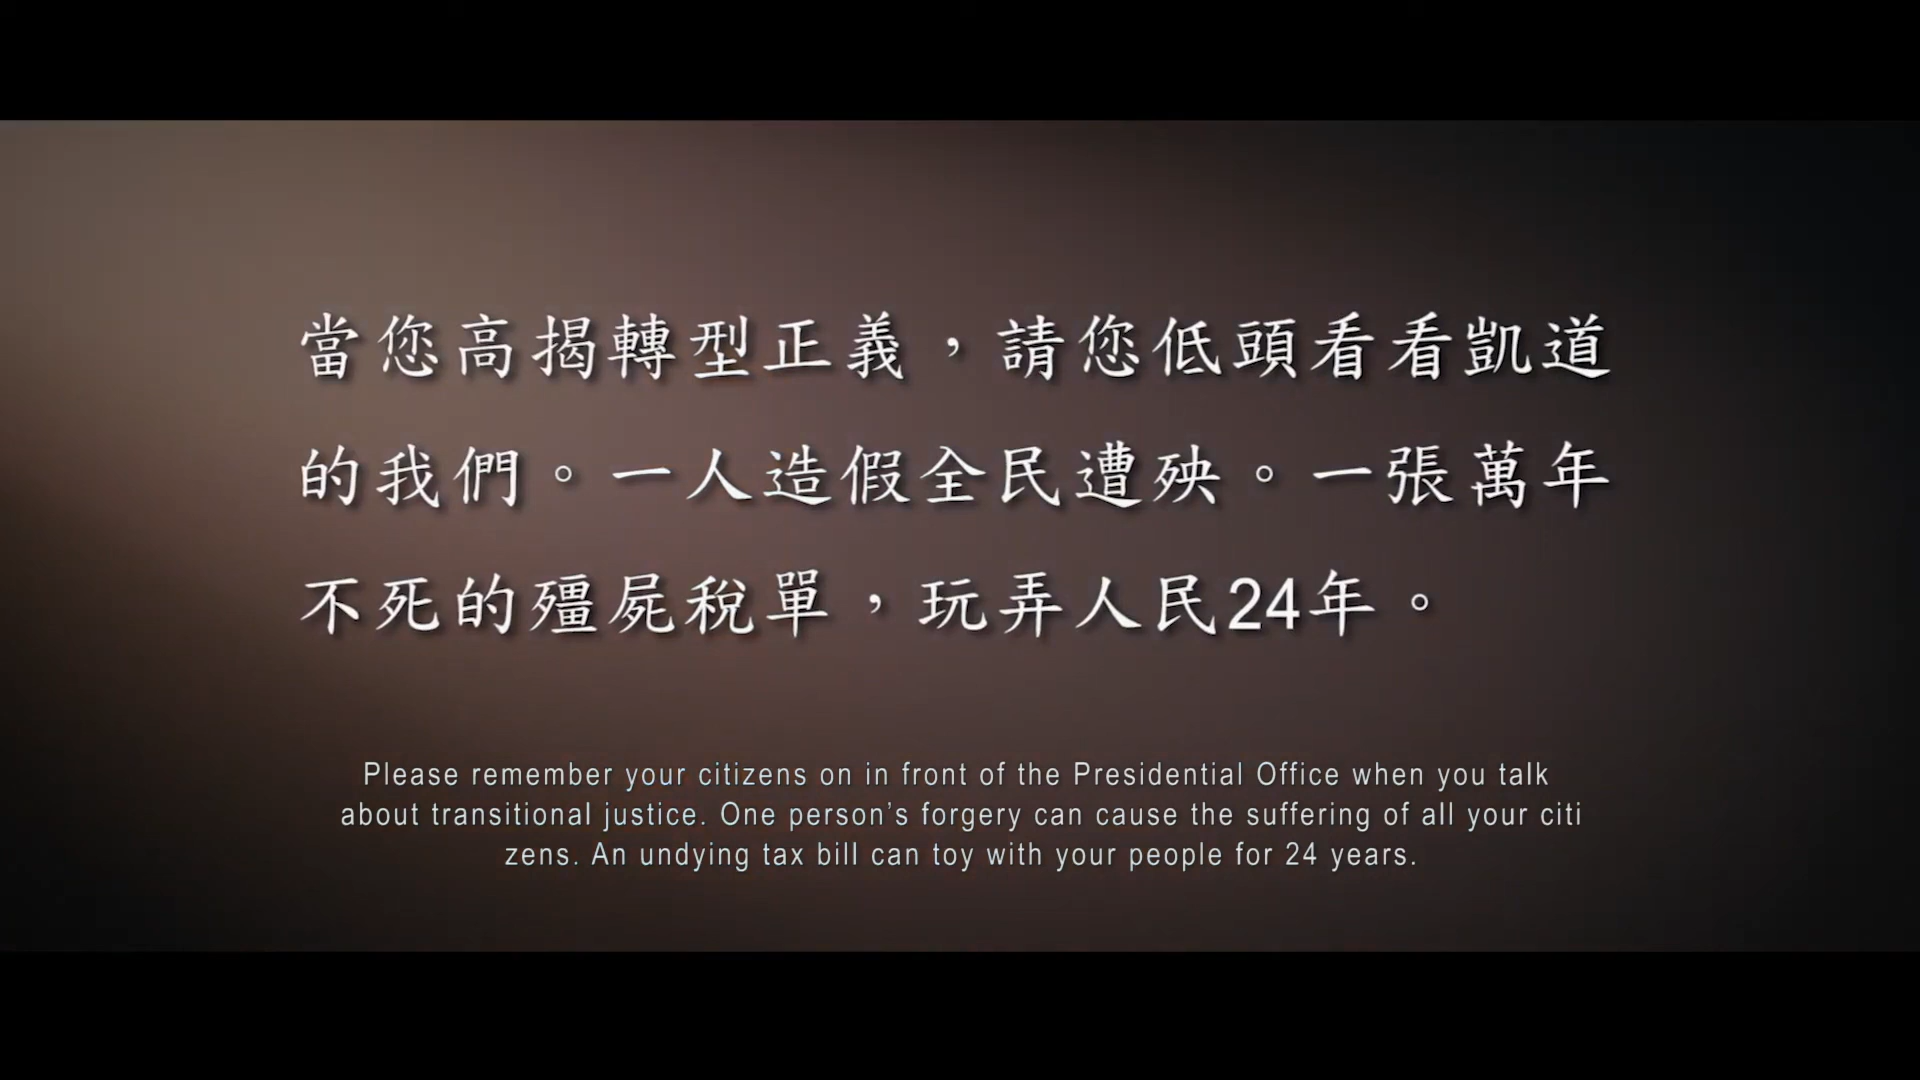 當您高揭轉型正義，請您低頭看看凱道
的我們。一人造假全民遭殃。一張萬年
不死的殭屍稅單，玩弄人民24年。
Please remember your citizens on in front of the Presidential Office when you talk
about transitional justice. One person’s forgery can cause the suffering of all your citi
zens. An undying tax bill can toy with your people for 24 years.